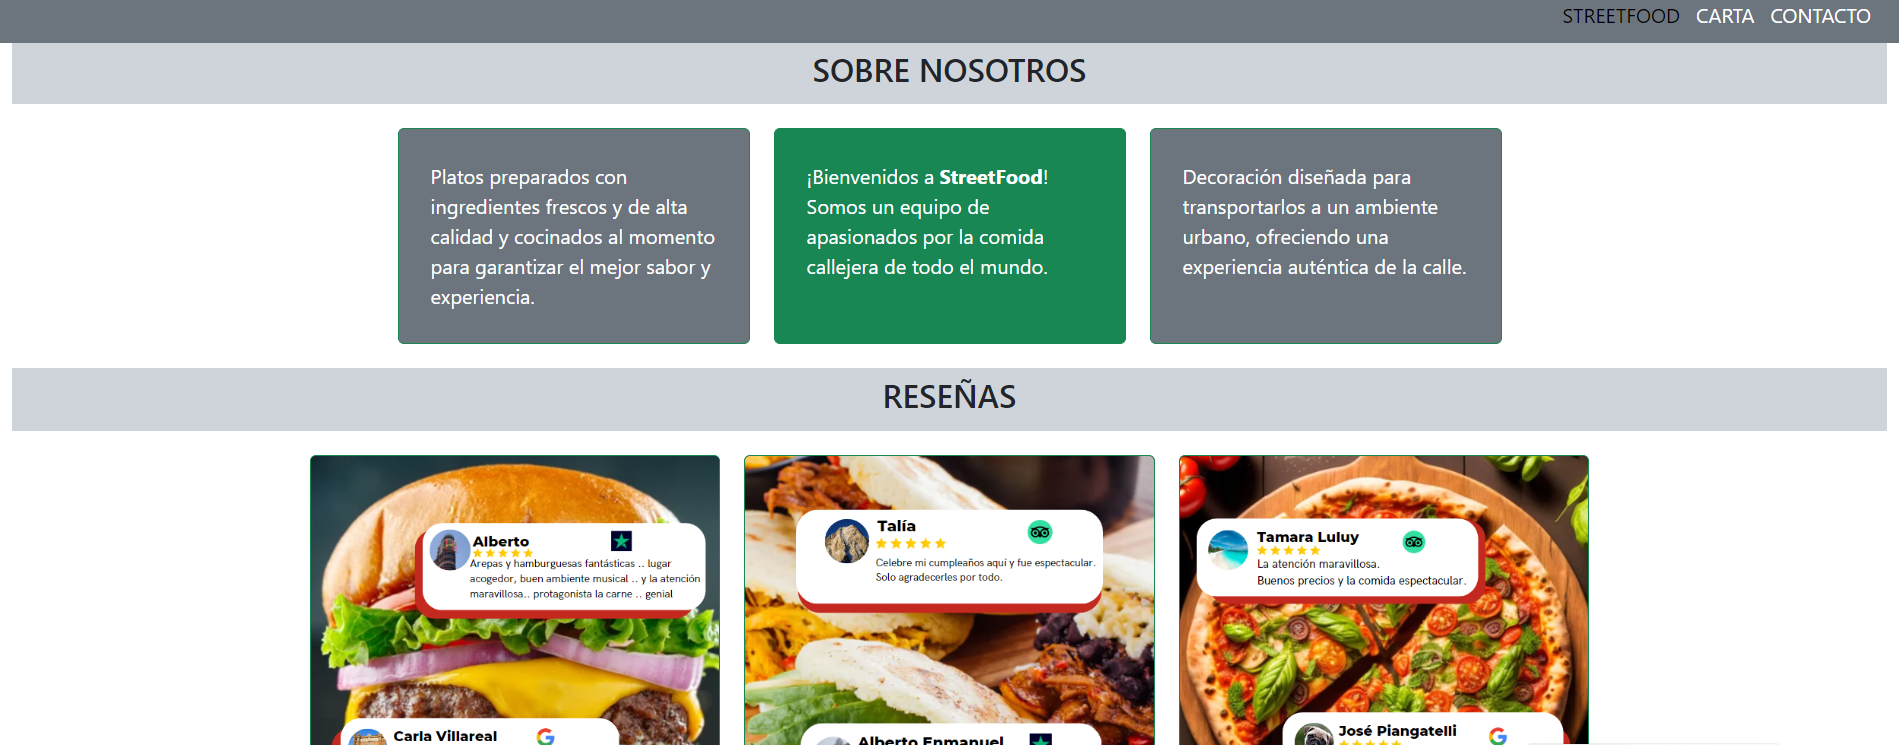 STREETFOOD CARTA CONTACTO
SOBRE NOSOTROS
Platos preparados con
ingredientes frescos y de alta
calidad y cocinados al momento
para garantizar el mejor sabor y
experiencia.
¡Bienvenidos a StreetFood!
Somos un equipo de
apasionados por la comida
callejera de todo el mundo.
Decoración diseñada para
transportarlos a un ambiente
urbano, ofreciendo una
experiencia auténtica de la calle.
RESEÑAS
Alberto
Arepas y hamburguesas fantásticas .. lugar
acogedor, buen ambiente musical .. y la atención
maravillosa.. protagonista la carne .. genial
Carla Villareal
Talía
Celebre mi cumpleaños aquí y fue espectacular.
Solo agradecerles por todo.
Alberto Enmanuel
Tamara Luluy
La atención maravillosa.
Buenos precios y la comida espectacular.
José Piangatelli